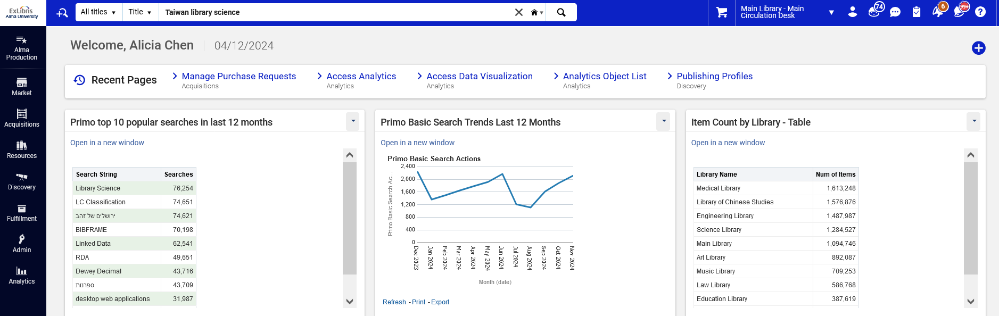 ExLibris
Alma University
All titles
Title
Taiwan library science
Main Library - Main
Circulation Desk
74
6
99+
Alma
Production
Market
Acquisitions
Resources
Discovery
Fulfillment
Admin
Analytics
Welcome, Alicia Chen
04/12/2024
Recent Pages
Manage Purchase Requests
Acquisitions
Access Analytics
Analytics
Access Data Visualization
Analytics
Analytics Object List
Analytics
Publishing Profiles
Discovery
Primo top 10 popular searches in last 12 months
Open in a new window
Search String Searches
Library Science 76,254
LC Classification 74,651
ירושלים של זהב 74,621
BIBFRAME 70,198
Linked Data 62,541
RDA 49,651
Dewey Decimal 43,716
ספרנות 43,709
desktop web applications 31,987
Primo Basic Search Trends Last 12 Months
Open in a new window
Primo Basic Search Actions
Primo Basic Search Ac...
2,400
2,000
1,600
1,200
800
400
0
Dec 2023
Jan 2024
Feb 2024
Mar 2024
Apr 2024
May 2024
Jun 2024
Jul 2024
Aug 2024
Sep 2024
Oct 2024
Nov 2024
Month (date)
Refresh - Print - Export
Item Count by Library - Table
Open in a new window
Library Name Num of Items
Medical Library 1,613,248
Library of Chinese Studies 1,576,876
Engineering Library 1,487,987
Science Library 1,284,527
Main Library 1,094,746
Art Library 892,087
Music Library 709,253
Law Library 586,768
Education Library 387,619